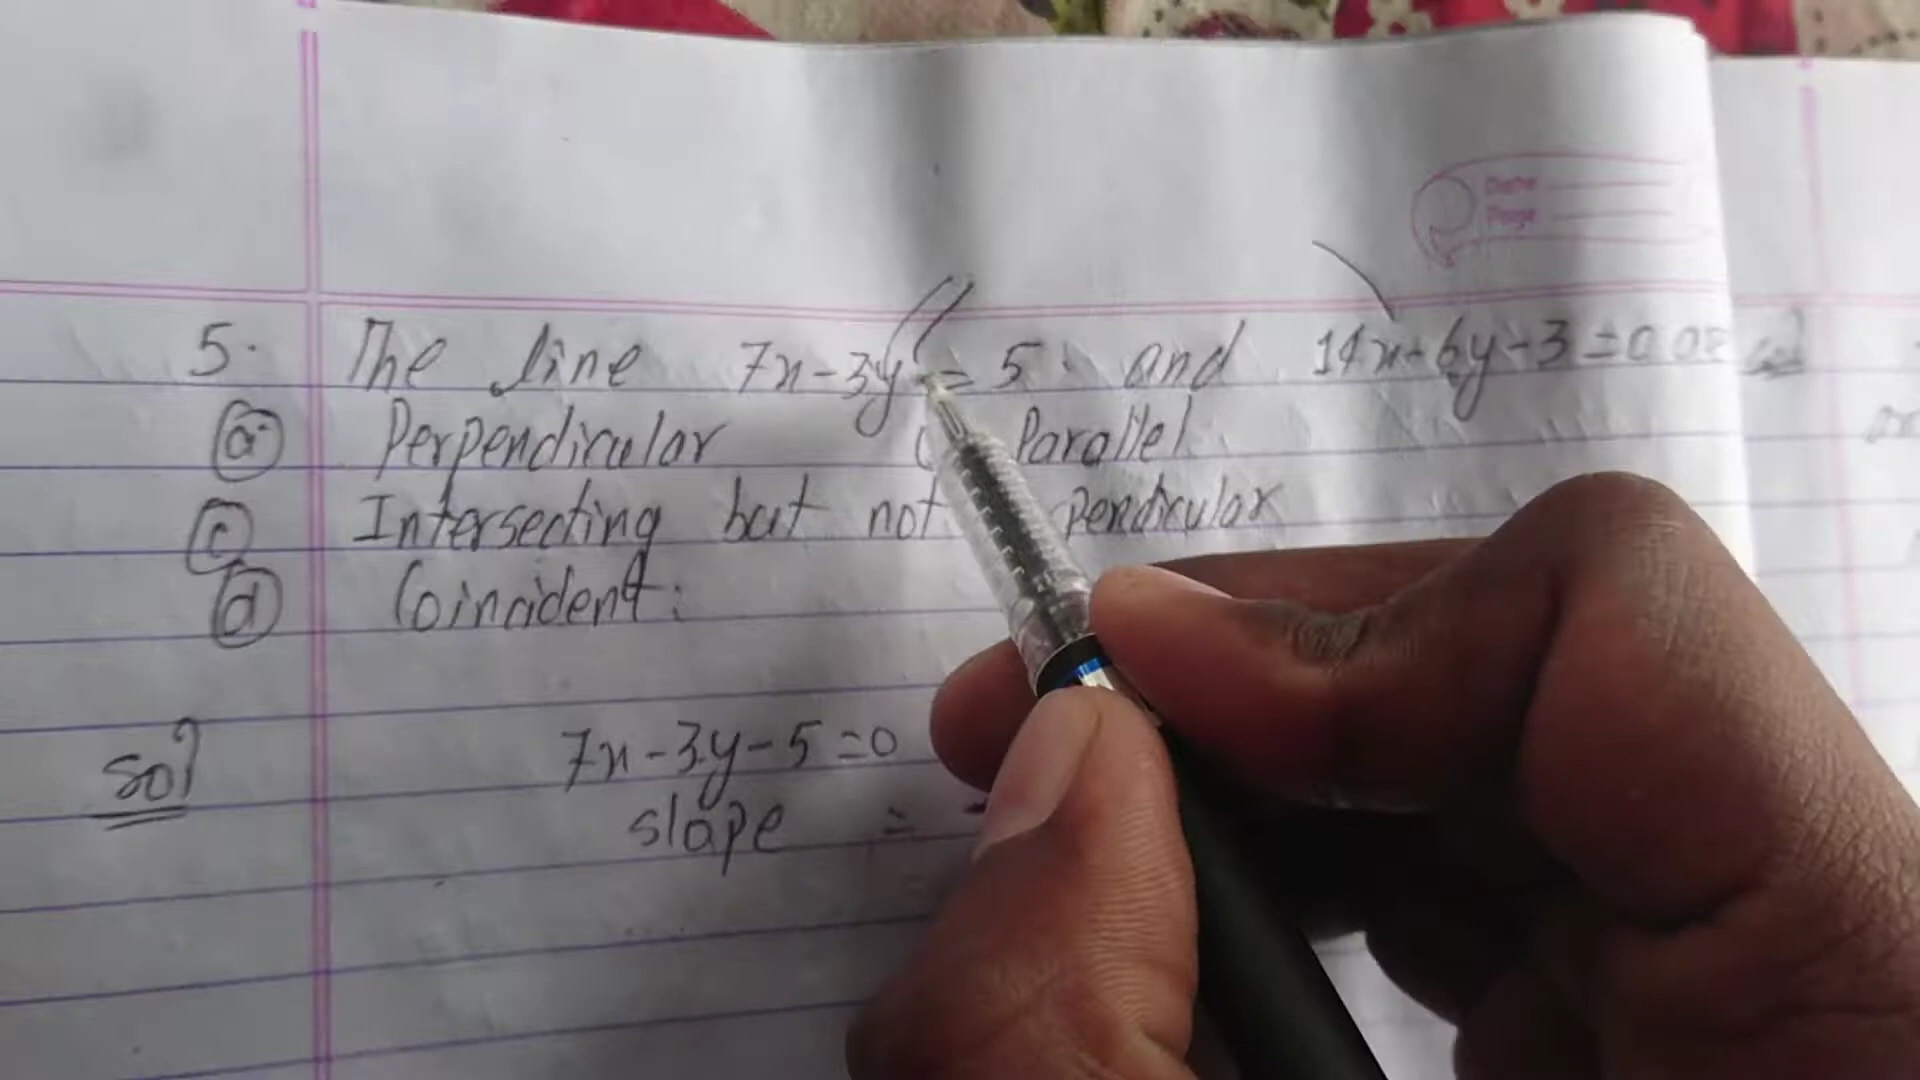 Date
Page
5. The line 7x-3y = 5. and 14x-6y-3=0 are
(a) Perpendicular ( Parallel.
(c) Intersecting but not pendicular
(d) Coincident:
Sol 7x-3y-5=0
slope = -